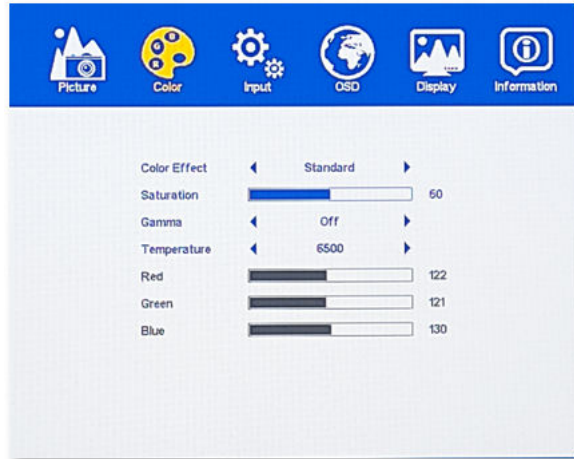 Picture Color Input OSD Display Information
G B
R
Color Effect Standard
Saturation 60
Gamma Off
Temperature 6500
Red 122
Green 121
Blue 130